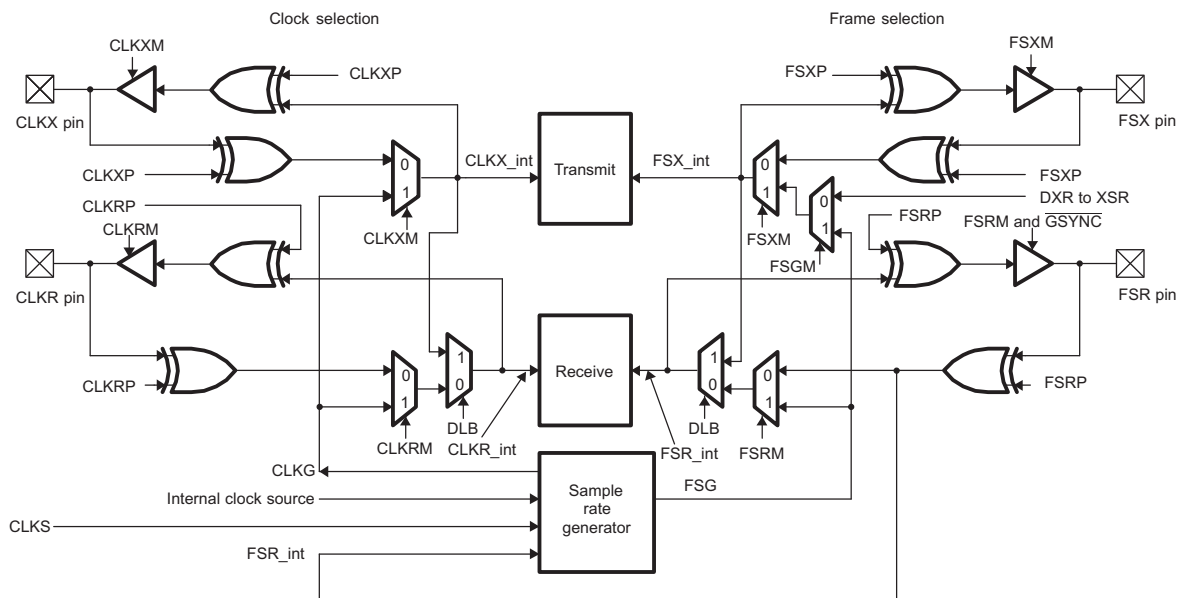 Clock selection
Frame selection
CLKXM
FSXM
CLKXP
FSXP
CLKX pin
FSX pin
0
CLKX_int
Transmit
FSX_int
0
CLKXP
1
1
FSXP
0
DXR to XSR
CLKRP
1
FSRP
CLKRM
CLKXM
FSXM
FSRM and GSYNC
FSGM
CLKR pin
FSR pin
1
1
0
Receive
0
0
CLKRP
0
FSRP
1
1
DLB
DLB
CLKRM
CLKR_int
FSR_int
FSRM
CLKG
FSG
Internal clock source
Sample
rate
generator
CLKS
FSR_int